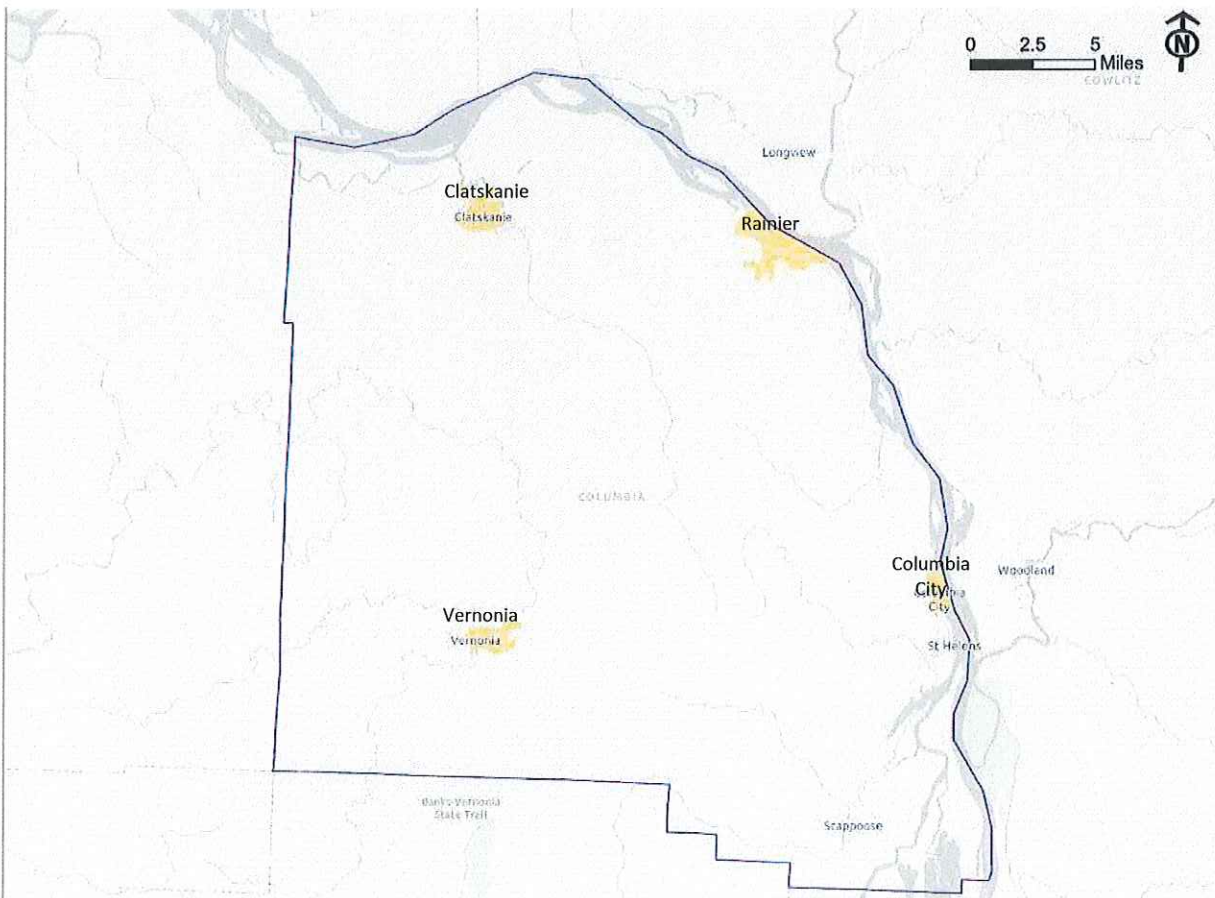 0 2.5 5
Miles
N
COWLITZ
Longview
Clatskanie
Clatskanie
Rainier
COLUMBIA
Columbia
City
City
Woodland
Vernonia
Vernonia
St Helens
Banks-Vernonia
State Trail
Scappoose